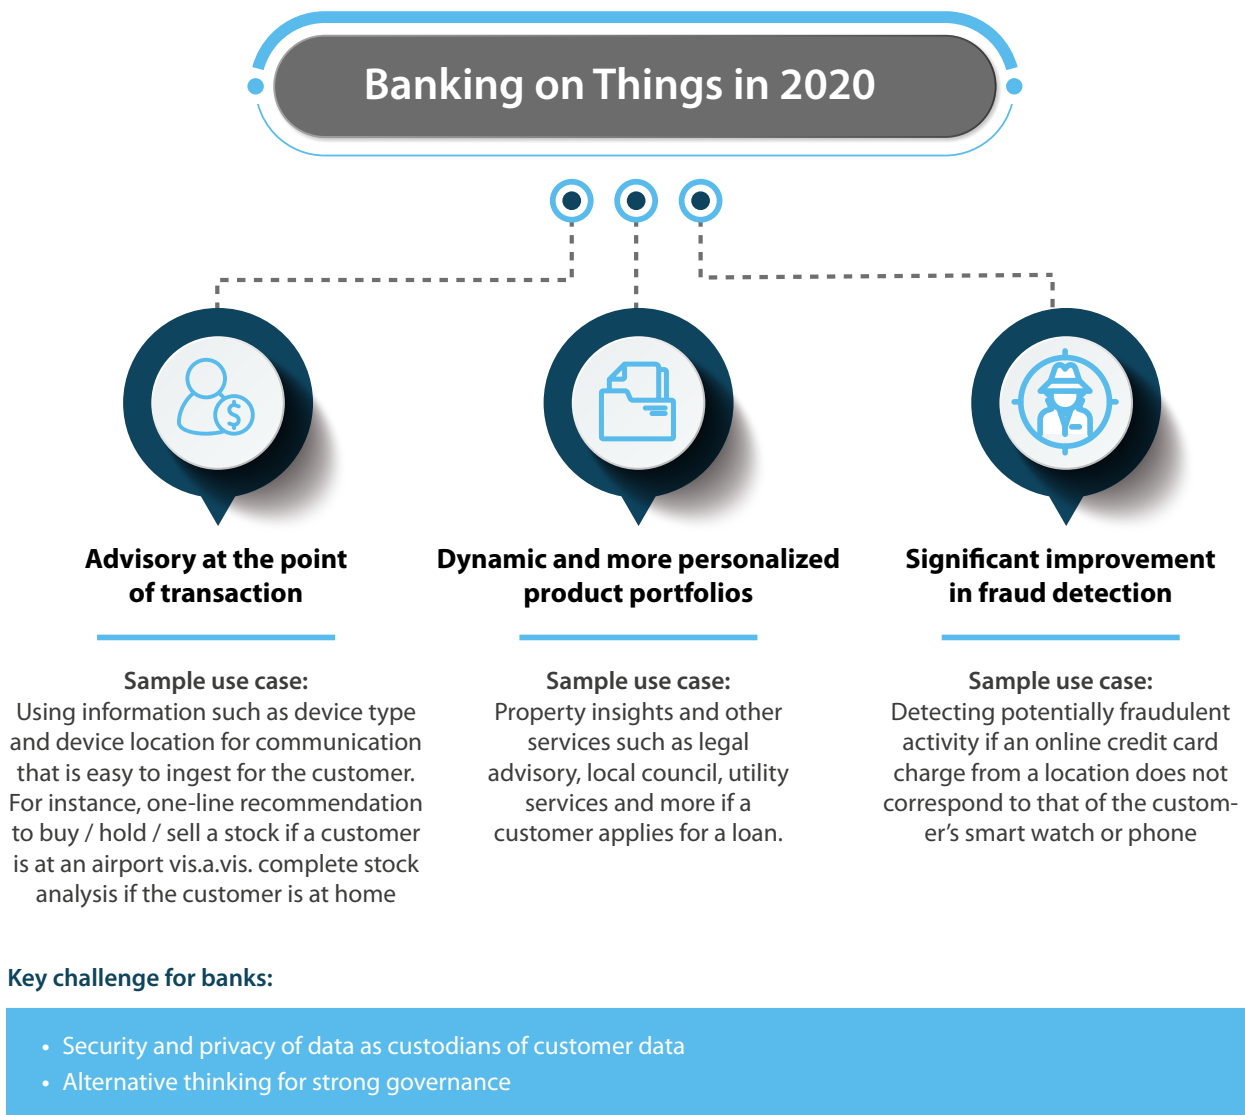 Banking on Things in 2020
$
Advisory at the point
of transaction
Sample use case:
Using information such as device type
and device location for communication
that is easy to ingest for the customer.
For instance, one-line recommendation
to buy / hold / sell a stock if a customer
is at an airport vis.a.vis. complete stock
analysis if the customer is at home
Dynamic and more personalized
product portfolios
Sample use case:
Property insights and other
services such as legal
advisory, local council, utility
services and more if a
customer applies for a loan.
Significant improvement
in fraud detection
Sample use case:
Detecting potentially fraudulent
activity if an online credit card
charge from a location does not
correspond to that of the custom-
er’s smart watch or phone
Key challenge for banks:
• Security and privacy of data as custodians of customer data
• Alternative thinking for strong governance